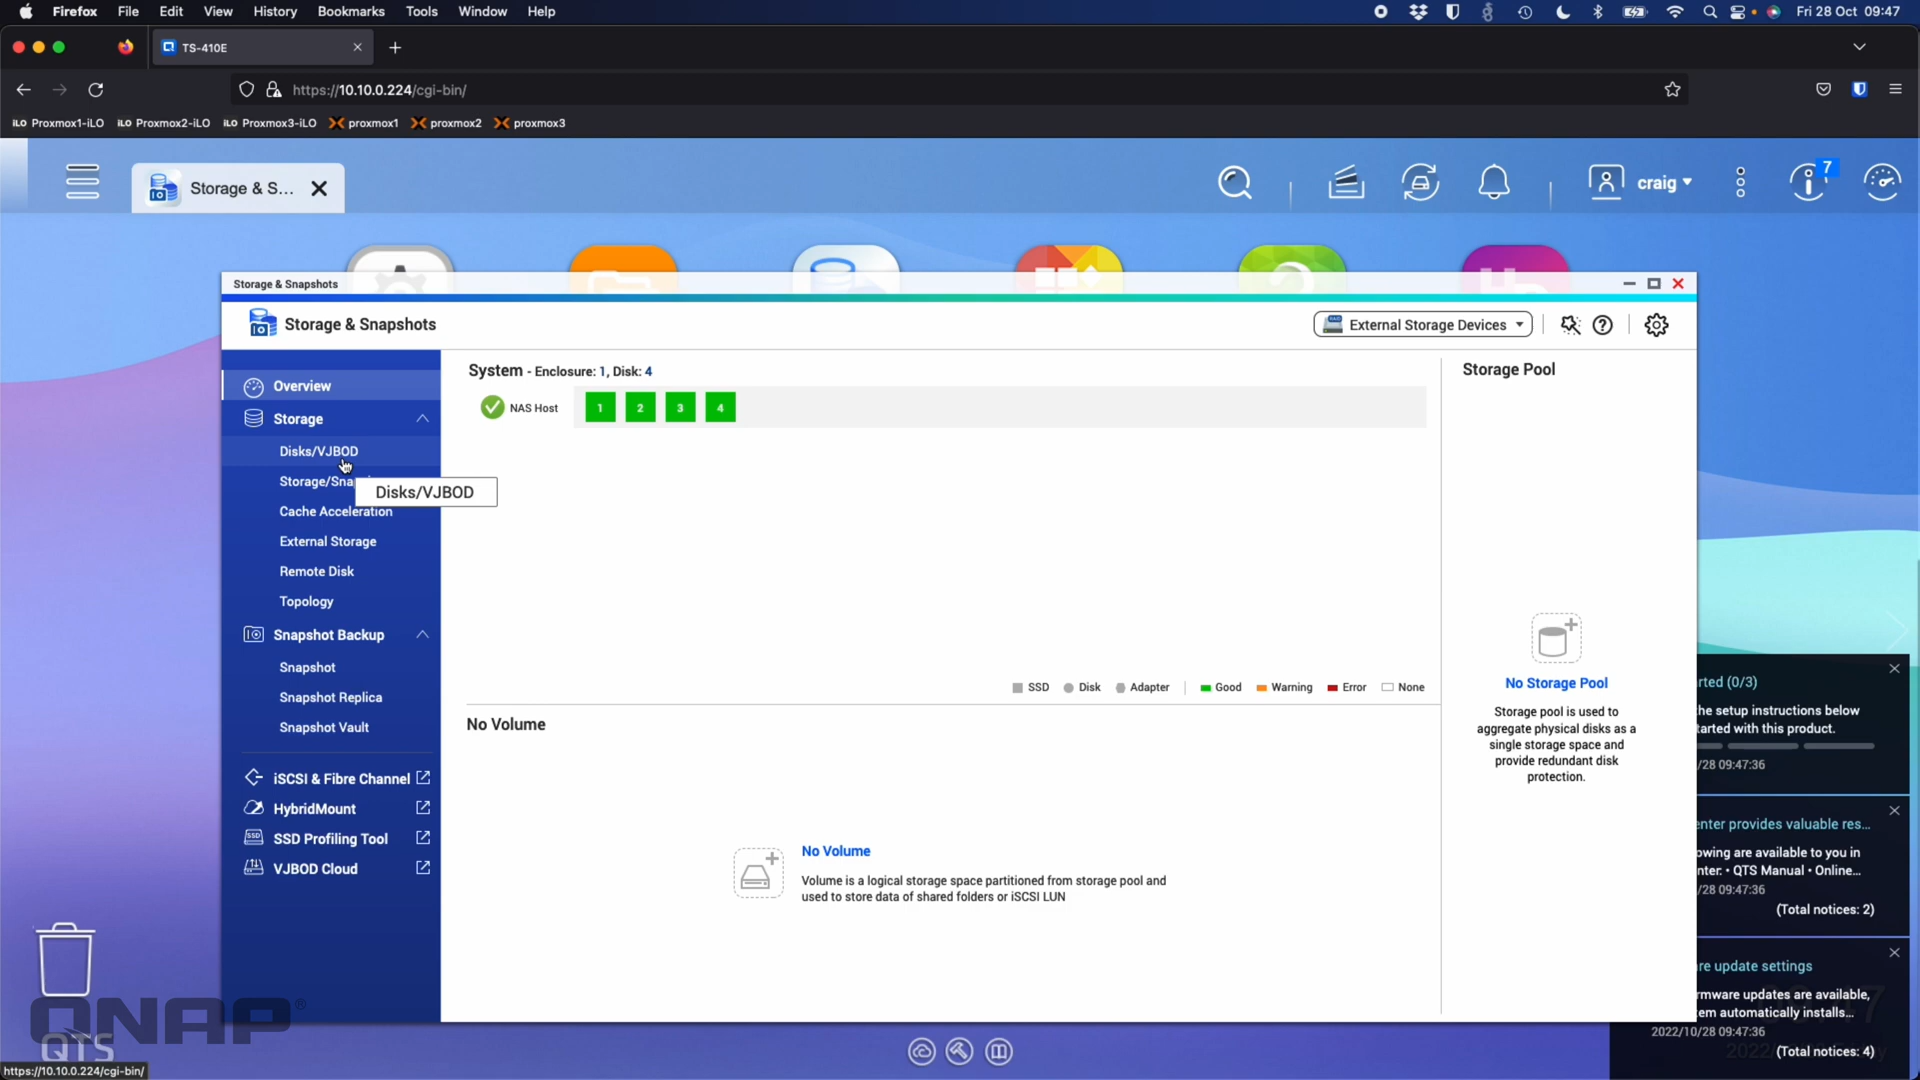 Firefox File Edit View History Bookmarks Tools Window Help
Fri 28 Oct 09:47
TS-410E
https://10.10.0.224/cgi-bin/
iLO Proxmox1-iLO iLO Proxmox2-iLO iLO Proxmox3-iLO proxmox1 proxmox2 proxmox3
Storage & S...
craig
7
Storage & Snapshots
Storage & Snapshots
External Storage Devices
Overview
Storage
Disks/VJBOD
Storage/Sna
Disks/VJBOD
Cache Acceleration
External Storage
Remote Disk
Topology
Snapshot Backup
Snapshot
Snapshot Replica
Snapshot Vault
iSCSI & Fibre Channel
HybridMount
SSD SSD Profiling Tool
VJBOD Cloud
System - Enclosure: 1, Disk: 4
NAS Host 1 2 3 4
SSD Disk Adapter Good Warning Error None
No Volume
No Volume
Volume is a logical storage space partitioned from storage pool and
used to store data of shared folders or iSCSI LUN
Storage Pool
No Storage Pool
Storage pool is used to
aggregate physical disks as a
single storage space and
provide redundant disk
protection.
rted (0/3)
he setup instructions below
tarted with this product.
/28 09:47:36
enter provides valuable res...
owing are available to you in
nter: • QTS Manual • Online...
/28 09:47:36
(Total notices: 2)
re update settings
rmware updates are available,
tem automatically installs...
2022/10/28 09:47:36
(Total notices: 4)
QNAP
QTS
https://10.10.0.224/cgi-bin/